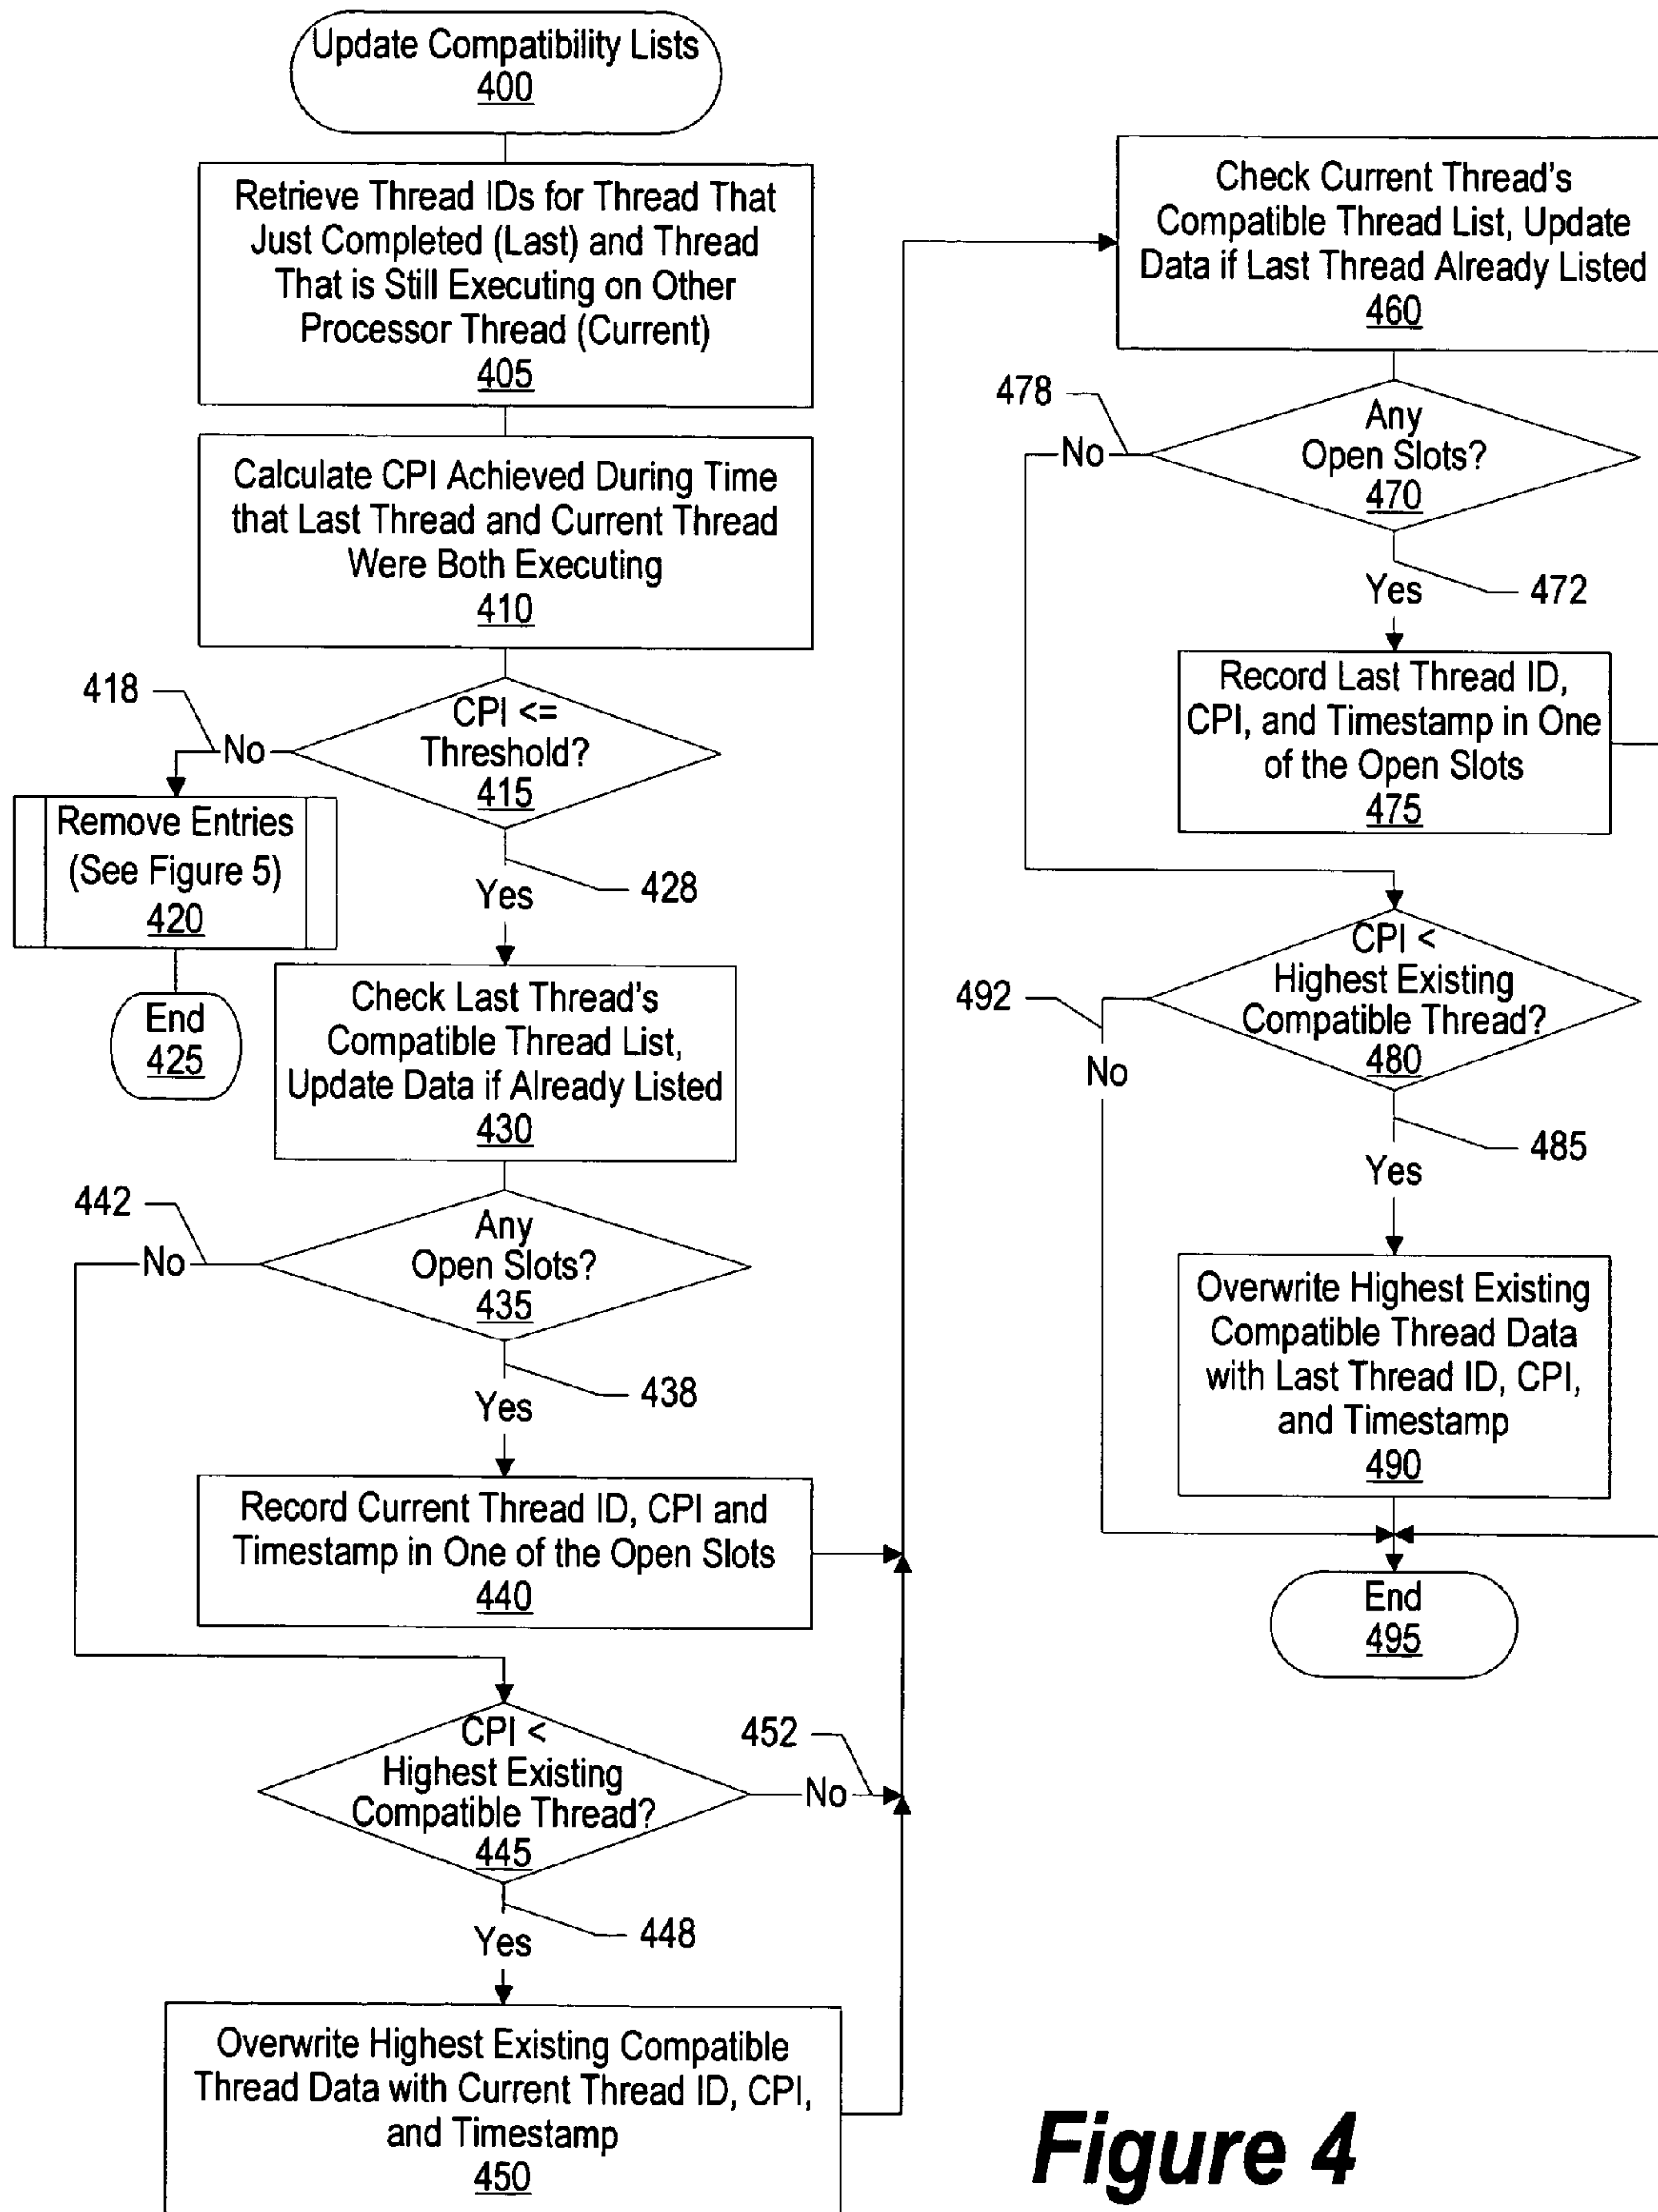 Update Compatibility Lists
400
Retrieve Thread IDs for Thread That
Just Completed (Last) and Thread
That is Still Executing on Other
Processor Thread (Current)
405
Calculate CPI Achieved During Time
that Last Thread and Current Thread
Were Both Executing
410
418
No
CPI <=
Threshold?
415
Remove Entries
(See Figure 5)
420
End
425
428
Yes
Check Last Thread's
Compatible Thread List,
Update Data if Already Listed
430
442
No
Any
Open Slots?
435
438
Yes
Record Current Thread ID, CPI and
Timestamp in One of the Open Slots
440
CPI <
Highest Existing
Compatible Thread?
445
452
No
448
Yes
Overwrite Highest Existing Compatible
Thread Data with Current Thread ID, CPI,
and Timestamp
450
Check Current Thread's
Compatible Thread List, Update
Data if Last Thread Already Listed
460
478
No
Any
Open Slots?
470
Yes
472
Record Last Thread ID,
CPI, and Timestamp in One
of the Open Slots
475
CPI <
Highest Existing
Compatible Thread?
480
492
No
485
Yes
Overwrite Highest Existing
Compatible Thread Data
with Last Thread ID, CPI,
and Timestamp
490
End
495
Figure 4